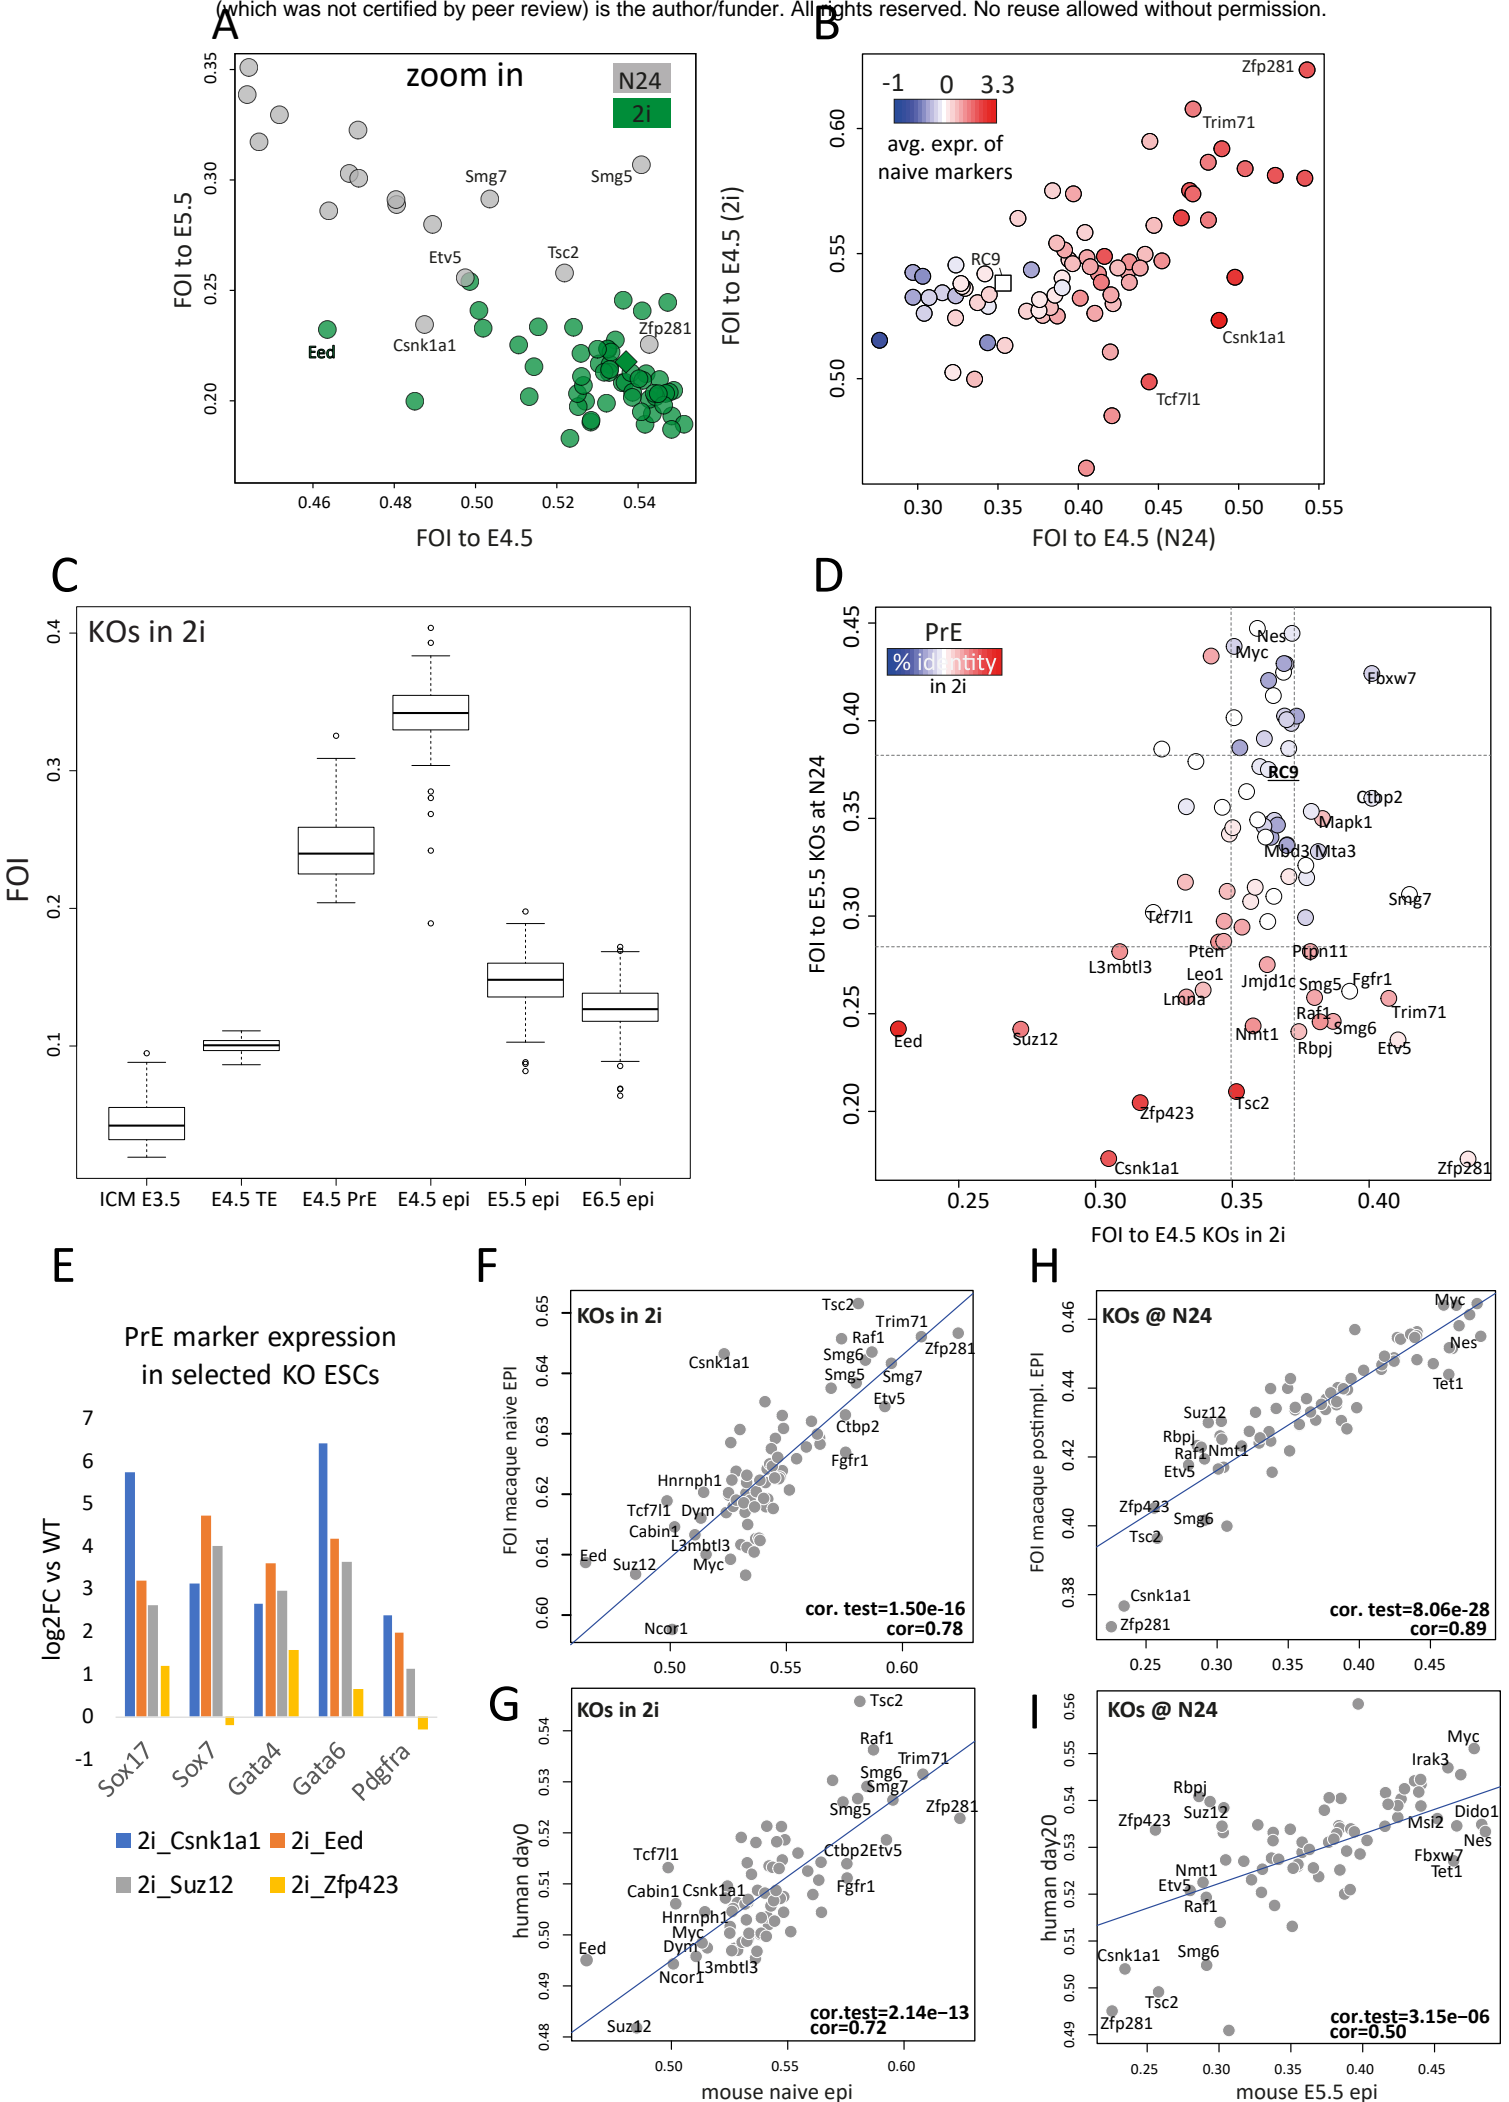 (which was not certified by peer review) is the author/funder. All rights reserved. No reuse allowed without permission.
A
zoom in
N24
2i
0.35
0.30
0.25
0.20
FOI to E5.5
Smg7
Smg5
Etv5
Tsc2
Csnk1a1
Zfp281
Eed
0.46
0.48
0.50
0.52
0.54
FOI to E4.5
B
-1
0
3.3
avg. expr. of
naive markers
Zfp281
Trim71
RC9
Csnk1a1
Tcf7l1
0.60
0.55
0.50
FOI to E4.5 (2i)
0.30
0.35
0.40
0.45
0.50
0.55
FOI to E4.5 (N24)
C
KOs in 2i
0.4
0.3
0.2
0.1
FOI
ICM E3.5
E4.5 TE
E4.5 PrE
E4.5 epi
E5.5 epi
E6.5 epi
D
PrE
% identity
in 2i
0.45
0.40
0.35
0.30
0.25
0.20
FOI to E5.5 KOs at N24
Nes
Myc
Fbxw7
RC9
Ctbp2
Mapk1
Mbd3
Mta3
Smg7
Tcf7l1
Pten
Ptpn11
L3mbtl3
Leo1
Jmjd1c
Smg5
Fgfr1
Lmna
Trim71
Raf1
Smg6
Nmt1
Rbpj
Etv5
Eed
Suz12
Zfp423
Tsc2
Csnk1a1
Zfp281
0.25
0.30
0.35
0.40
FOI to E4.5 KOs in 2i
E
PrE marker expression
in selected KO ESCs
7
6
5
4
3
2
1
0
-1
log2FC vs WT
Sox17
Sox7
Gata4
Gata6
Pdgfra
2i_Csnk1a1
2i_Eed
2i_Suz12
2i_Zfp423
F
KOs in 2i
0.65
0.64
0.63
0.62
0.61
0.60
FOI macaque naive EPI
Tsc2
Trim71
Raf1
Zfp281
Smg6
Csnk1a1
Smg5
Smg7
Etv5
Ctbp2
Fgfr1
Hnrnph1
Tcf7l1
Dym
Cabin1
L3mbtl3
Eed
Suz12
Myc
Ncor1
cor. test=1.50e-16
cor=0.78
0.50
0.55
0.60
H
KOs @ N24
0.46
0.44
0.42
0.40
0.38
FOI macaque postimpl. EPI
Myc
Nes
Tet1
Suz12
Rbpj
Raf1
Nmt1
Etv5
Zfp423
Smg6
Tsc2
Csnk1a1
Zfp281
cor. test=8.06e-28
cor=0.89
0.25
0.30
0.35
0.40
0.45
G
KOs in 2i
0.54
0.53
0.52
0.51
0.50
0.49
0.48
human day0
Tsc2
Raf1
Trim71
Smg6
Smg7
Smg5
Zfp281
Tcf7l1
Ctbp2
Etv5
Cabin1
Csnk1a1
Fgfr1
Hnrnph1
Myc
Dym
Eed
L3mbtl3
Ncor1
Suz12
cor.test=2.14e−13
cor=0.72
0.50
0.55
0.60
mouse naive epi
I
KOs @ N24
0.56
0.55
0.54
0.53
0.52
0.51
0.50
0.49
human day20
Myc
Irak3
Rbpj
Suz12
Zfp423
Dido1
Msi2
Nes
Fbxw7
Tet1
Nmt1
Etv5
Raf1
Csnk1a1
Smg6
Tsc2
Zfp281
cor.test=3.15e−06
cor=0.50
0.25
0.30
0.35
0.40
0.45
mouse E5.5 epi